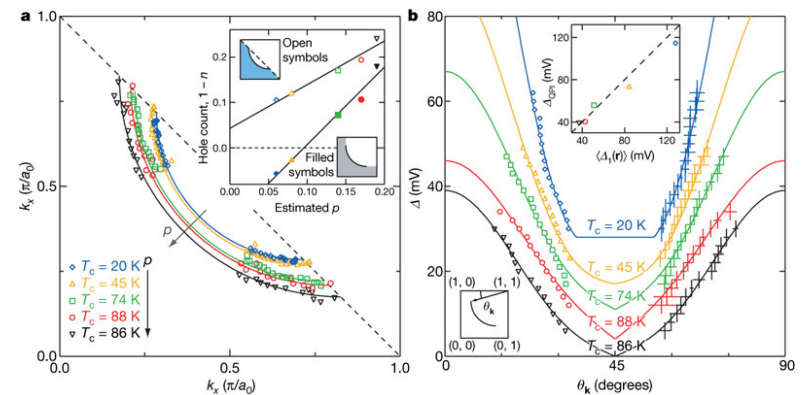 a
1.0
0.5
0.0
kx (π/a0)
0.0
0.5
1.0
kx (π/a0)
p
p
Tc = 20 K
Tc = 45 K
Tc = 74 K
Tc = 88 K
Tc = 86 K
Hole count, 1 – n
0.2
0.1
0.0
Open
symbols
Filled
symbols
0.05
0.10
0.15
0.20
Estimated p
b
80
60
40
20
0
Δ (mV)
0
45
90
θk (degrees)
ΔQPI
(mV)
120
80
40
40
80
120
⟨Δ1(r)⟩ (mV)
Tc = 20 K
Tc = 45 K
Tc = 74 K
Tc = 88 K
Tc = 86 K
(1, 0) (1, 1)
θk
(0, 0) (0, 1)